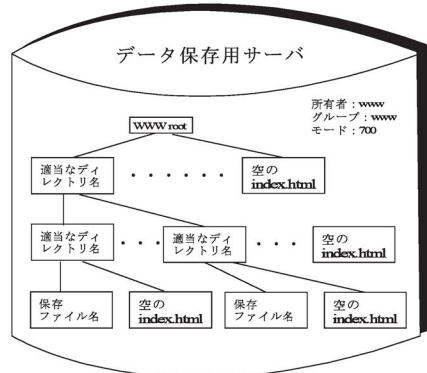 データ保存用サーバ
所有者：www
グループ：www
モード：700
WWW root
適当なディ
レクトリ名
・・・・・・
空の
index.html
適当なディ
レクトリ名
・・・
適当なディ
レクトリ名
・・・
空の
index.html
保存
ファイル名
空の
index.html
保存
ファイル名
空の
index.html